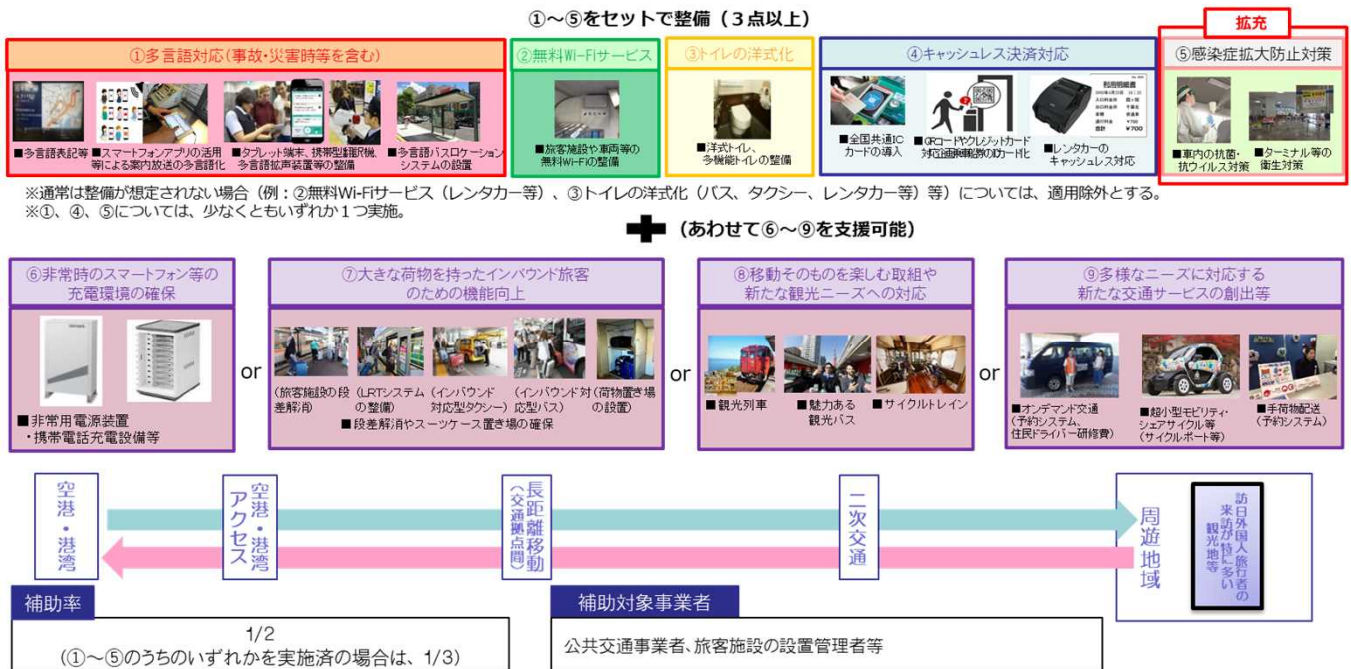 ①～⑤をセットで整備（３点以上）
拡充
①多言語対応(事故・災害時等を含む)
②無料Wi-Fiサービス
③トイレの洋式化
④キャッシュレス決済対応
⑤感染症拡大防止対策
■多言語表記等
■スマートフォンアプリの活用
等による案内放送の多言語化
■タブレット端末、携帯型翻訳機、
多言語拡声装置等の整備
■多言語バスロケーション
システムの設置
■旅客施設や車両等の
無料Wi-Fiの整備
■洋式トイレ、
多機能トイレの整備
■全国共通IC
カードの導入
■QRコードやクレジットカード
対応
利用明細書
¥700
■レンタカーの
キャッシュレス対応
■車内の抗菌・
抗ウイルス対策
■ターミナル等の
衛生対策
※通常は整備が想定されない場合（例：②無料Wi-Fiサービス（レンタカー等）、③トイレの洋式化（バス、タクシー、レンタカー等）等）については、適用除外とする。
※①、④、⑤については、少なくともいずれか１つ実施。
（あわせて⑥～⑨を支援可能）
⑥非常時のスマートフォン等の
充電環境の確保
⑦大きな荷物を持ったインバウンド旅客
のための機能向上
⑧移動そのものを楽しむ取組や
新たな観光ニーズへの対応
⑨多様なニーズに対応する
新たな交通サービスの創出等
■非常用電源装置
・携帯電話充電設備等
or
(旅客施設の段
差解消)
(LRTシステム
の整備)
(インバウンド
対応型タクシー)
(インバウンド対
応型バス)
(荷物置き場
の設置)
■段差解消やスーツケース置き場の確保
or
■観光列車
■魅力ある
観光バス
■サイクルトレイン
or
■オンデマンド交通
(予約システム、
住民ドライバー研修費)
■超小型モビリティ・
シェアサイクル等
(サイクルポート等)
■手荷物配送
(予約システム)
空港・港湾
空港・港湾
アクセス
長距離移動
（交通拠点間）
二次交通
周遊地域
訪日外国人旅行者の
来訪が特に多い
観光地等
補助率
1/2
(①～⑤のうちのいずれかを実施済の場合は、1/3)
補助対象事業者
公共交通事業者、旅客施設の設置管理者等